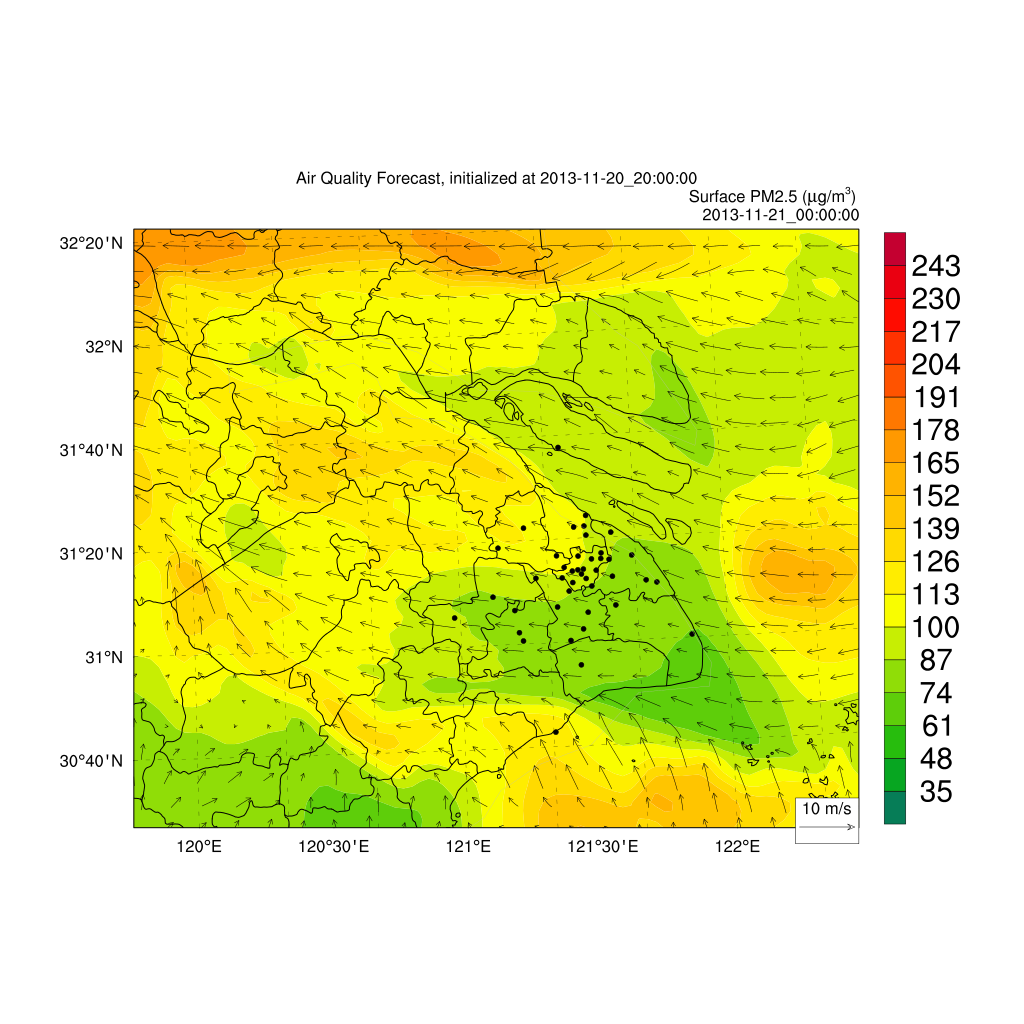 Air Quality Forecast, initialized at 2013-11-20_20:00:00
Surface PM2.5 (μg/m³)
2013-11-21_00:00:00
32°20'N
32°N
31°40'N
31°20'N
31°N
30°40'N
120°E
120°30'E
121°E
121°30'E
122°E
10 m/s
243
230
217
204
191
178
165
152
139
126
113
100
87
74
61
48
35